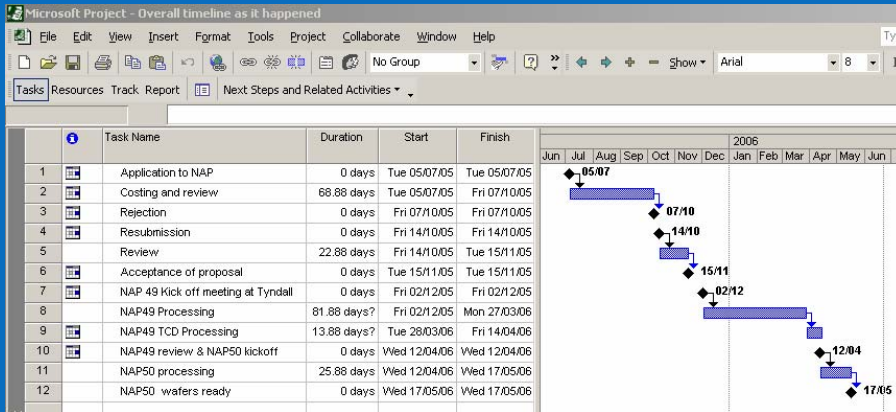 Microsoft Project - Overall timeline as it happened
File Edit View Insert Format Tools Project Collaborate Window Help Ty
No Group Show Arial 8
Tasks Resources Track Report Next Steps and Related Activities
Task Name Duration Start Finish 2006
Jun Jul Aug Sep Oct Nov Dec Jan Feb Mar Apr May Jun
1 Application to NAP 0 days Tue 05/07/05 Tue 05/07/05 05/07
2 Costing and review 68.88 days Tue 05/07/05 Fri 07/10/05
3 Rejection 0 days Fri 07/10/05 Fri 07/10/05 07/10
4 Resubmission 0 days Fri 14/10/05 Fri 14/10/05 14/10
5 Review 22.88 days Fri 14/10/05 Tue 15/11/05
6 Acceptance of proposal 0 days Tue 15/11/05 Tue 15/11/05 15/11
7 NAP 49 Kick off meeting at Tyndall 0 days Fri 02/12/05 Fri 02/12/05 02/12
8 NAP49 Processing 81.88 days? Fri 02/12/05 Mon 27/03/06
9 NAP49 TCD Processing 13.88 days? Tue 28/03/06 Fri 14/04/06
10 NAP49 review & NAP50 kickoff 0 days Wed 12/04/06 Wed 12/04/06 12/04
11 NAP50 processing 25.88 days Wed 12/04/06 Wed 17/05/06
12 NAP50 wafers ready 0 days Wed 17/05/06 Wed 17/05/06 17/05